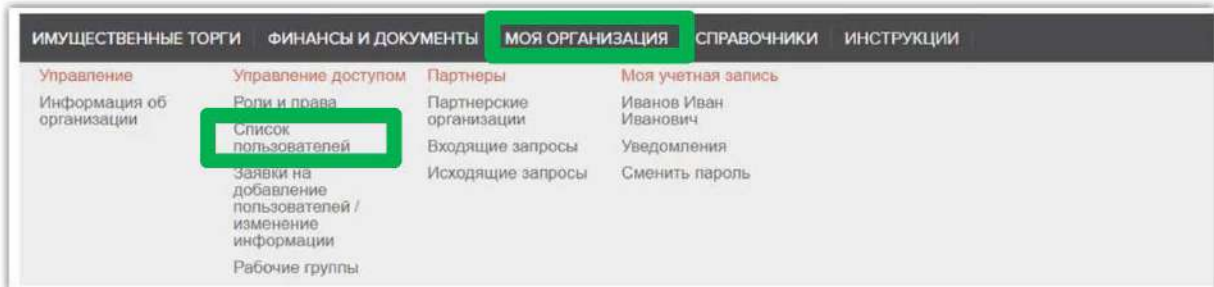 ИМУЩЕСТВЕННЫЕ ТОРГИ ФИНАНСЫ И ДОКУМЕНТЫ МОЯ ОРГАНИЗАЦИЯ СПРАВОЧНИКИ ИНСТРУКЦИИ
Управление
Информация об
организации
Управление доступом
Роли и права
Список
пользователей
Заявки на
добавление
пользователей /
изменение
информации
Рабочие группы
Партнеры
Партнерские
организации
Входящие запросы
Исходящие запросы
Моя учетная запись
Иванов Иван
Иванович
Уведомления
Сменить пароль